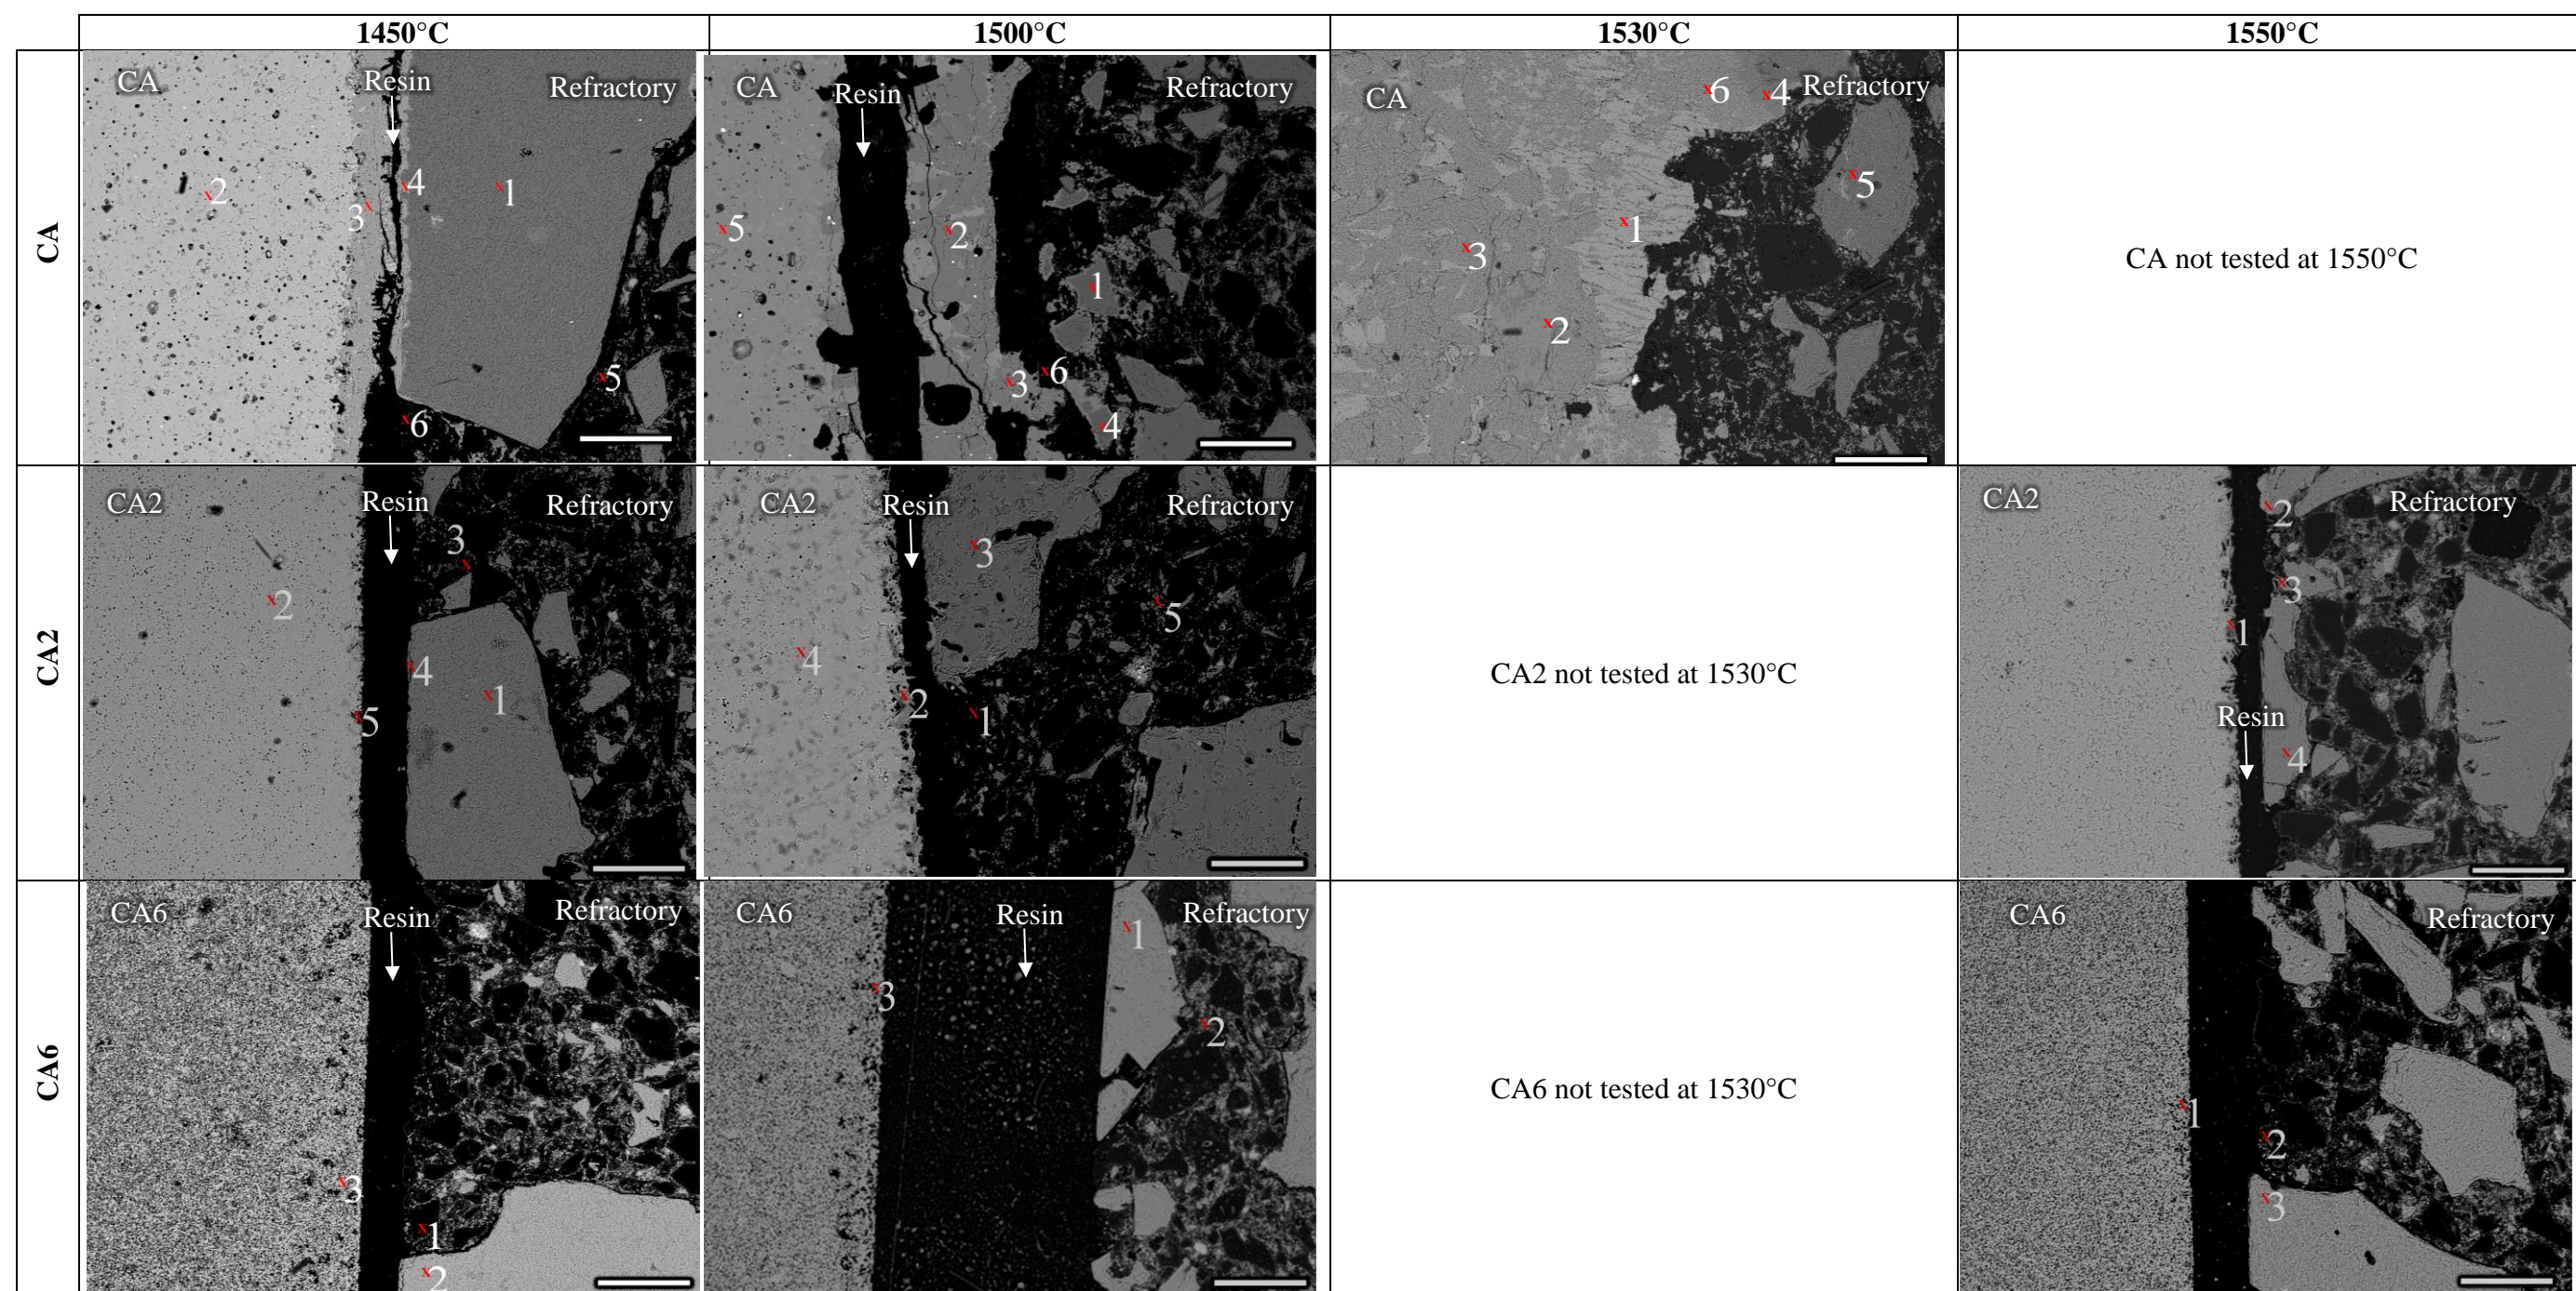 1450°C 1500°C 1530°C 1550°C
CA
CA Resin Refractory
2 3 4 1 5 6
CA Resin Refractory
5 2 1 3 6 4
CA Refractory
6 4 5 1 3 2
CA not tested at 1550°C
CA2
CA2 Resin Refractory
3 2 4 1 5
CA2 Resin Refractory
3 5 4 2 1
CA2 not tested at 1530°C
CA2 Refractory
2 3 1
Resin
4
CA6
CA6 Resin Refractory
3 1 2
CA6 Resin Refractory
1 3 2
CA6 not tested at 1530°C
CA6 Refractory
1 2 3